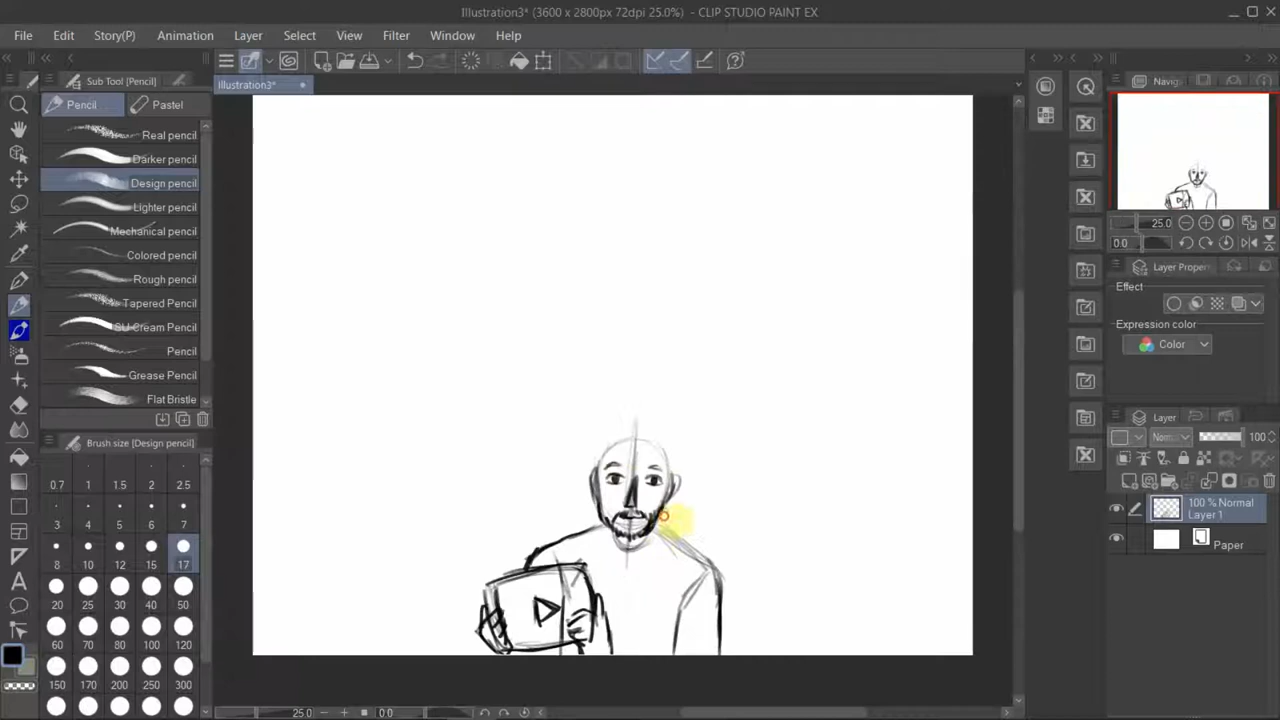 Illustration3* (3600 x 2800px 72dpi 25.0%) - CLIP STUDIO PAINT EX
File Edit Story(P) Animation Layer Select View Filter Window Help
Sub Tool [Pencil]
Illustration3*
Navig
Pencil Pastel
Real pencil
Darker pencil
Design pencil
Lighter pencil
Mechanical pencil
Colored pencil
Rough pencil
Tapered Pencil
SU-Cream Pencil
Pencil
Grease Pencil
Flat Bristle
25.0
0.0
Layer Proper
Effect
Expression color
Color
Brush size [Design pencil]
0.7 1 1.5 2 2.5
3 4 5 6 7
8 10 12 15 17
20 25 30 40 50
60 70 80 100 120
150 170 200 250 300
Layer
Norm 100
100 % Normal
Layer 1
Paper
25.0 0.0